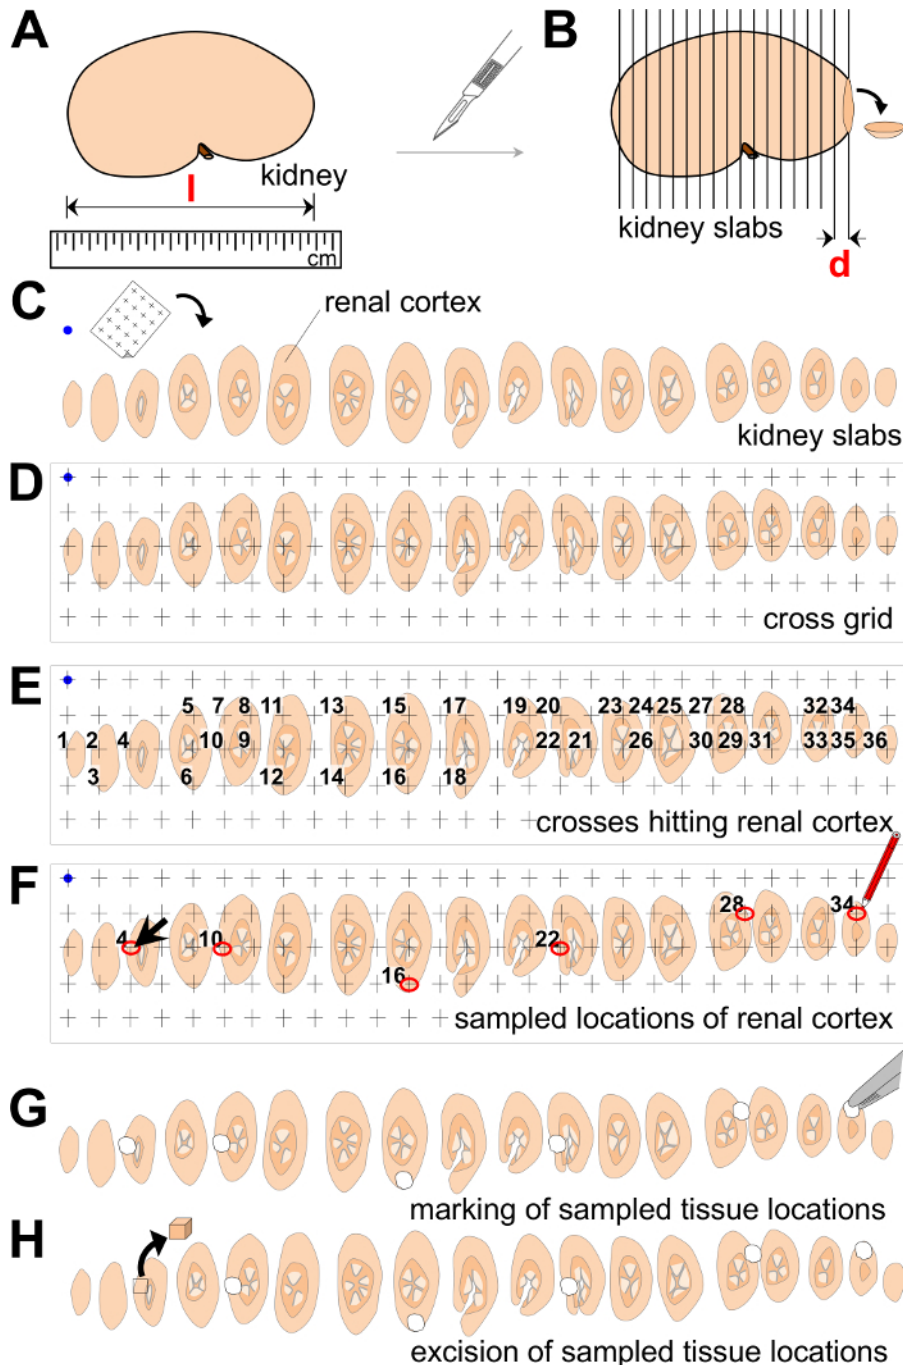 A
B
kidney
l
cm
kidney slabs
d
C
renal cortex
kidney slabs
D
cross grid
E
5 7 8 11 13 15 17 19 20 23 24 25 27 28 32 34
1 2 4 10 9 22 21 26 30 29 31 33 35 36
3 6 12 14 16 18
crosses hitting renal cortex
F
28 34
4 10 22
16
sampled locations of renal cortex
G
marking of sampled tissue locations
H
excision of sampled tissue locations